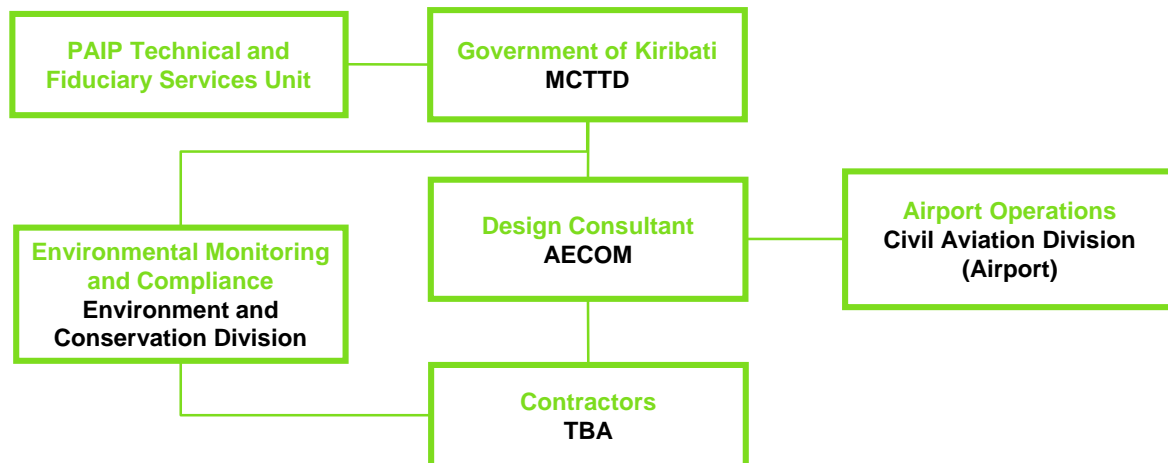 PAIP Technical and
Fiduciary Services Unit
Government of Kiribati
MCTTD
Design Consultant
AECOM
Airport Operations
Civil Aviation Division
(Airport)
Environmental Monitoring
and Compliance
Environment and
Conservation Division
Contractors
TBA